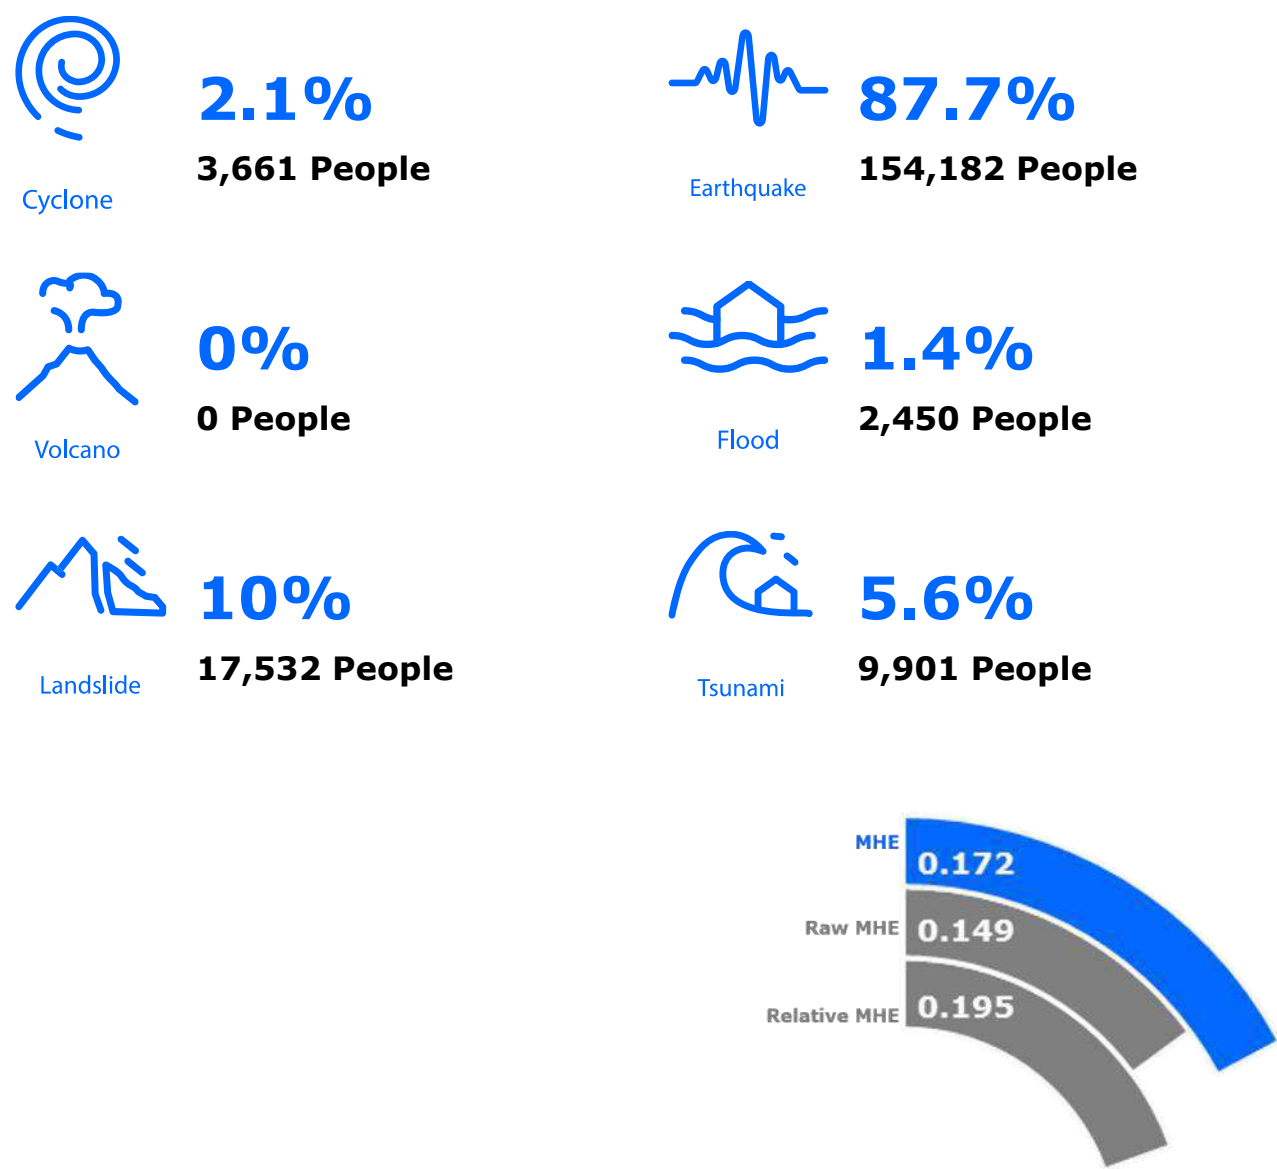 2.1%
3,661 People
Cyclone
87.7%
154,182 People
Earthquake
0%
0 People
Volcano
1.4%
2,450 People
Flood
10%
17,532 People
Landslide
5.6%
9,901 People
Tsunami
MHE
0.172
Raw MHE
0.149
Relative MHE
0.195